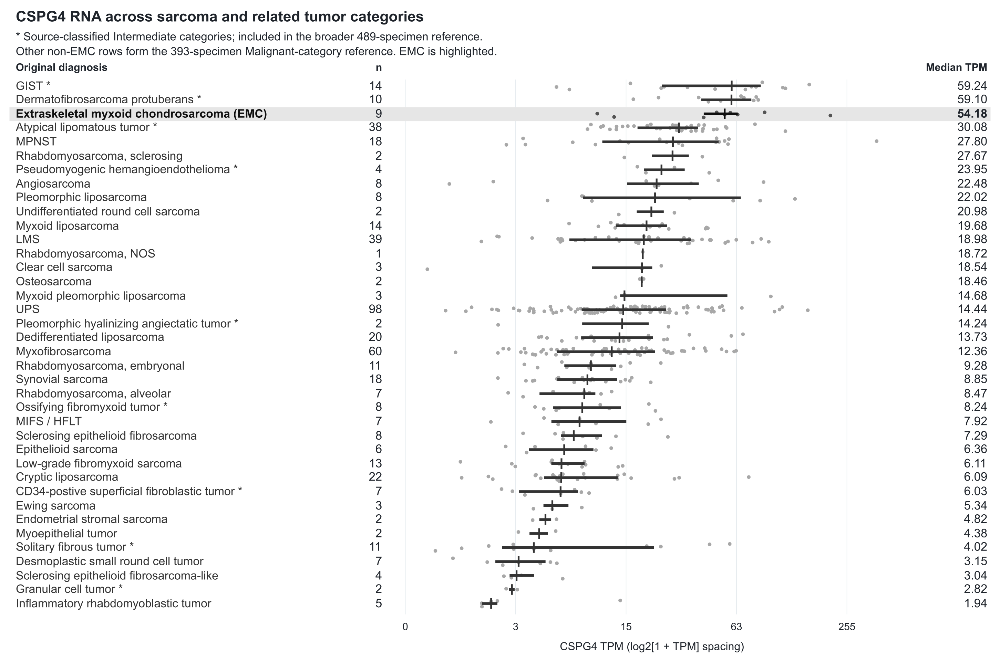 CSPG4 RNA across sarcoma and related tumor categories
* Source-classified Intermediate categories; included in the broader 489-specimen reference.
Other non-EMC rows form the 393-specimen Malignant-category reference. EMC is highlighted.
Original diagnosis n Median TPM
GIST * 14 59.24
Dermatofibrosarcoma protuberans * 10 59.10
Extraskeletal myxoid chondrosarcoma (EMC) 9 54.18
Atypical lipomatous tumor * 38 30.08
MPNST 18 27.80
Rhabdomyosarcoma, sclerosing 2 27.67
Pseudomyogenic hemangioendothelioma * 4 23.95
Angiosarcoma 8 22.48
Pleomorphic liposarcoma 8 22.02
Undifferentiated round cell sarcoma 2 20.98
Myxoid liposarcoma 14 19.68
LMS 39 18.98
Rhabdomyosarcoma, NOS 1 18.72
Clear cell sarcoma 3 18.54
Osteosarcoma 2 18.46
Myxoid pleomorphic liposarcoma 3 14.68
UPS 98 14.44
Pleomorphic hyalinizing angiectatic tumor * 2 14.24
Dedifferentiated liposarcoma 20 13.73
Myxofibrosarcoma 60 12.36
Rhabdomyosarcoma, embryonal 11 9.28
Synovial sarcoma 18 8.85
Rhabdomyosarcoma, alveolar 7 8.47
Ossifying fibromyxoid tumor * 8 8.24
MIFS / HFLT 7 7.92
Sclerosing epithelioid fibrosarcoma 8 7.29
Epithelioid sarcoma 6 6.36
Low-grade fibromyxoid sarcoma 13 6.11
Cryptic liposarcoma 22 6.09
CD34-postive superficial fibroblastic tumor * 7 6.03
Ewing sarcoma 3 5.34
Endometrial stromal sarcoma 2 4.82
Myoepithelial tumor 2 4.38
Solitary fibrous tumor * 11 4.02
Desmoplastic small round cell tumor 7 3.15
Sclerosing epithelioid fibrosarcoma-like 4 3.04
Granular cell tumor * 2 2.82
Inflammatory rhabdomyoblastic tumor 5 1.94
0 3 15 63 255
CSPG4 TPM (log2[1 + TPM] spacing)